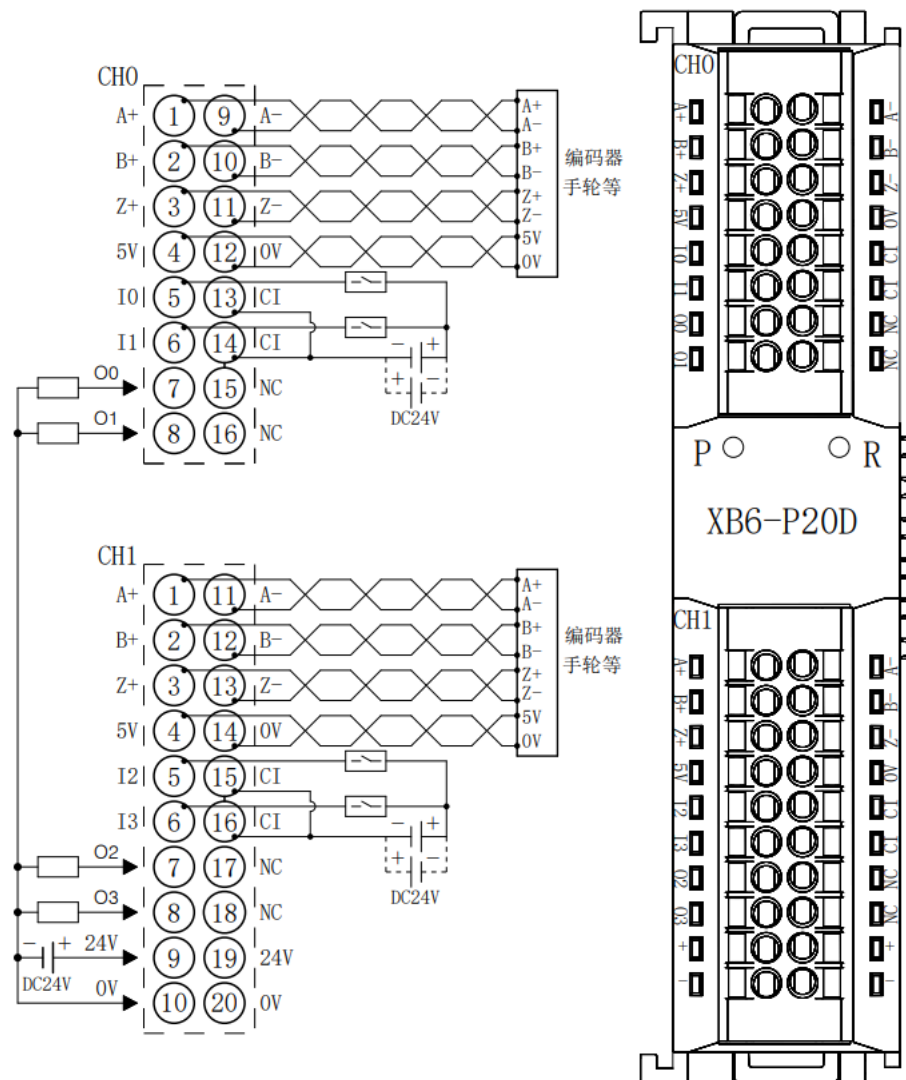 CH0
A+ 1 9 A- A+
A-
B+ 2 10 B- B+
B-
Z+ 3 11 Z- Z+
Z-
5V 4 12 0V 5V
0V
编码器
手轮等
I0 5 13 CI
I1 6 14 CI
- +
+ -
DC24V
O0 7 15 NC
O1 8 16 NC
CH1
A+ 1 11 A- A+
A-
B+ 2 12 B- B+
B-
Z+ 3 13 Z- Z+
Z-
5V 4 14 0V 5V
0V
编码器
手轮等
I2 5 15 CI
I3 6 16 CI
- +
+ -
DC24V
O2 7 17 NC
O3 8 18 NC
- + 24V 9 19 24V
DC24V
0V 10 20 0V
CH0
A+ A-
B+ B-
Z+ Z-
5V 0V
I0 CI
I1 CI
O0 NC
O1 NC
P R
XB6-P20D
CH1
A+ A-
B+ B-
Z+ Z-
5V 0V
I2 CI
I3 CI
O2 NC
O3 NC
+ +
- -